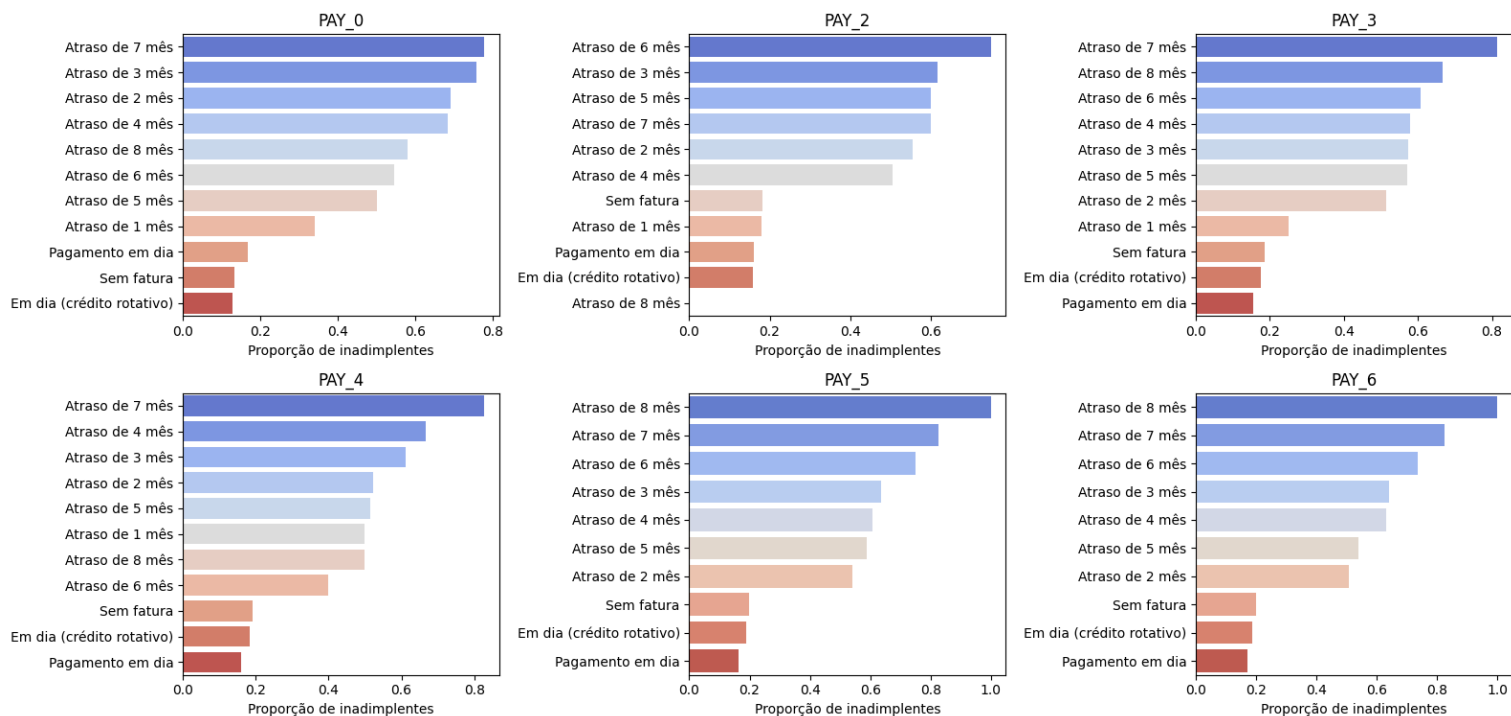 PAY_0
Atraso de 7 mês
Atraso de 3 mês
Atraso de 2 mês
Atraso de 4 mês
Atraso de 8 mês
Atraso de 6 mês
Atraso de 5 mês
Atraso de 1 mês
Pagamento em dia
Sem fatura
Em dia (crédito rotativo)
0.0 0.2 0.4 0.6 0.8
Proporção de inadimplentes
PAY_2
Atraso de 6 mês
Atraso de 3 mês
Atraso de 5 mês
Atraso de 7 mês
Atraso de 2 mês
Atraso de 4 mês
Sem fatura
Atraso de 1 mês
Pagamento em dia
Em dia (crédito rotativo)
Atraso de 8 mês
0.0 0.2 0.4 0.6
Proporção de inadimplentes
PAY_3
Atraso de 7 mês
Atraso de 8 mês
Atraso de 6 mês
Atraso de 4 mês
Atraso de 3 mês
Atraso de 5 mês
Atraso de 2 mês
Atraso de 1 mês
Sem fatura
Em dia (crédito rotativo)
Pagamento em dia
0.0 0.2 0.4 0.6 0.8
Proporção de inadimplentes
PAY_4
Atraso de 7 mês
Atraso de 4 mês
Atraso de 3 mês
Atraso de 2 mês
Atraso de 5 mês
Atraso de 1 mês
Atraso de 8 mês
Atraso de 6 mês
Sem fatura
Em dia (crédito rotativo)
Pagamento em dia
0.0 0.2 0.4 0.6 0.8
Proporção de inadimplentes
PAY_5
Atraso de 8 mês
Atraso de 7 mês
Atraso de 6 mês
Atraso de 3 mês
Atraso de 4 mês
Atraso de 5 mês
Atraso de 2 mês
Sem fatura
Em dia (crédito rotativo)
Pagamento em dia
0.0 0.2 0.4 0.6 0.8 1.0
Proporção de inadimplentes
PAY_6
Atraso de 8 mês
Atraso de 7 mês
Atraso de 6 mês
Atraso de 3 mês
Atraso de 4 mês
Atraso de 5 mês
Atraso de 2 mês
Sem fatura
Em dia (crédito rotativo)
Pagamento em dia
0.0 0.2 0.4 0.6 0.8 1.0
Proporção de inadimplentes